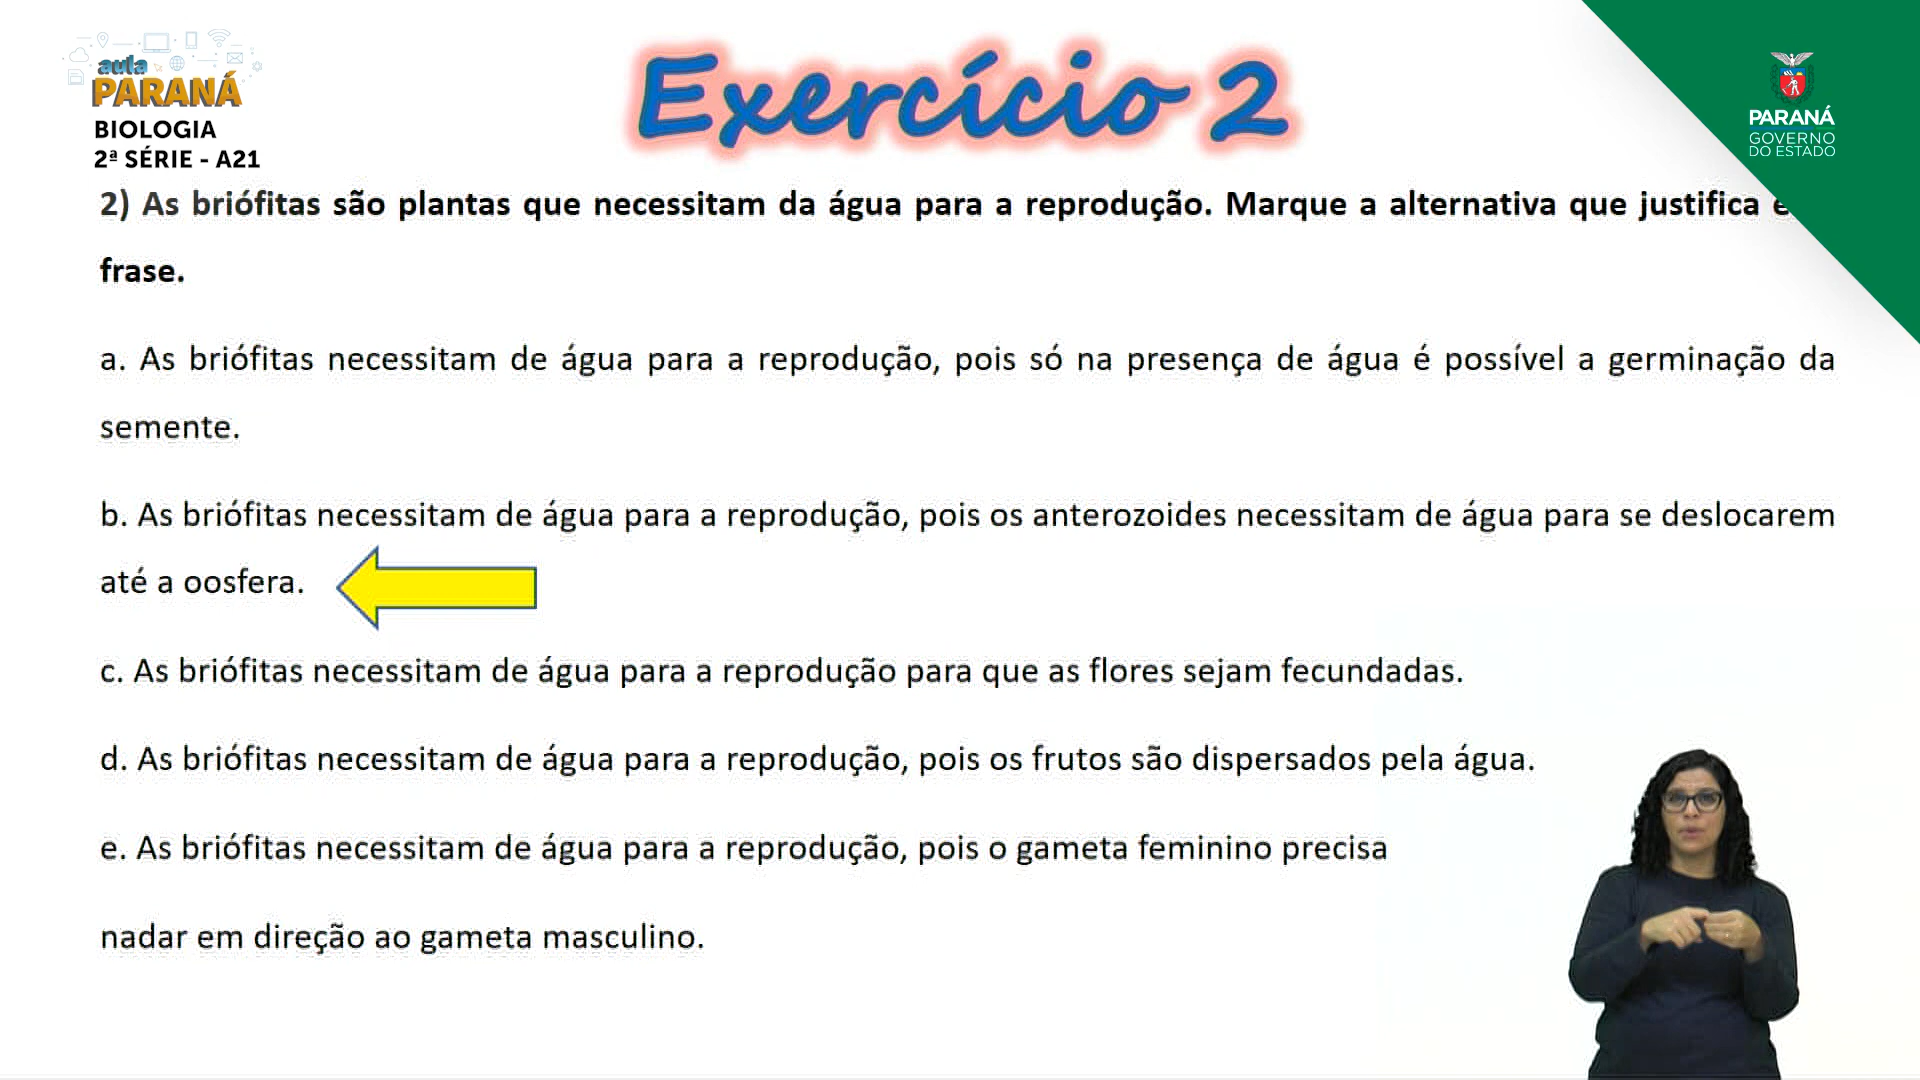 aula
PARANÁ
BIOLOGIA
2ª SÉRIE - A21
Exercício 2
PARANÁ
GOVERNO
DO ESTADO
2) As briófitas são plantas que necessitam da água para a reprodução. Marque a alternativa que justifica
frase.
a. As briófitas necessitam de água para a reprodução, pois só na presença de água é possível a germinação da
semente.
b. As briófitas necessitam de água para a reprodução, pois os anterozoides necessitam de água para se deslocarem
até a oosfera.
c. As briófitas necessitam de água para a reprodução para que as flores sejam fecundadas.
d. As briófitas necessitam de água para a reprodução, pois os frutos são dispersados pela água.
e. As briófitas necessitam de água para a reprodução, pois o gameta feminino precisa
nadar em direção ao gameta masculino.